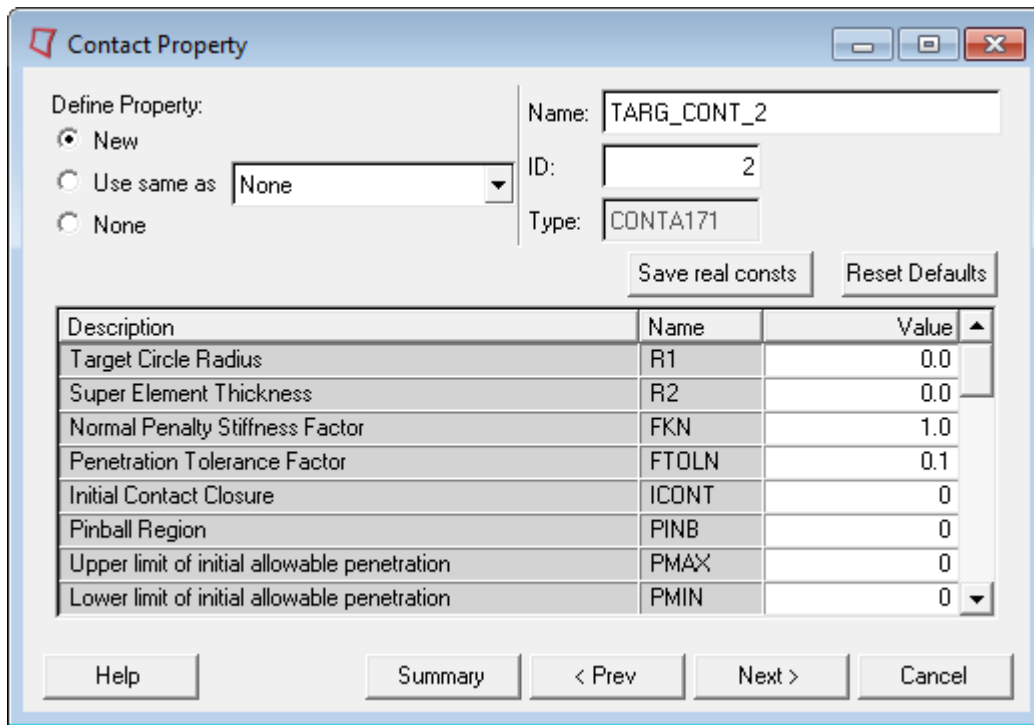 Contact Property
Define Property:
New
Use same as None
None
Name: TARG_CONT_2
ID: 2
Type: CONTA171
Save real consts Reset Defaults
Description Name Value
Target Circle Radius R1 0.0
Super Element Thickness R2 0.0
Normal Penalty Stiffness Factor FKN 1.0
Penetration Tolerance Factor FTOLN 0.1
Initial Contact Closure ICONT 0
Pinball Region PINB 0
Upper limit of initial allowable penetration PMAX 0
Lower limit of initial allowable penetration PMIN 0
Help Summary < Prev Next > Cancel